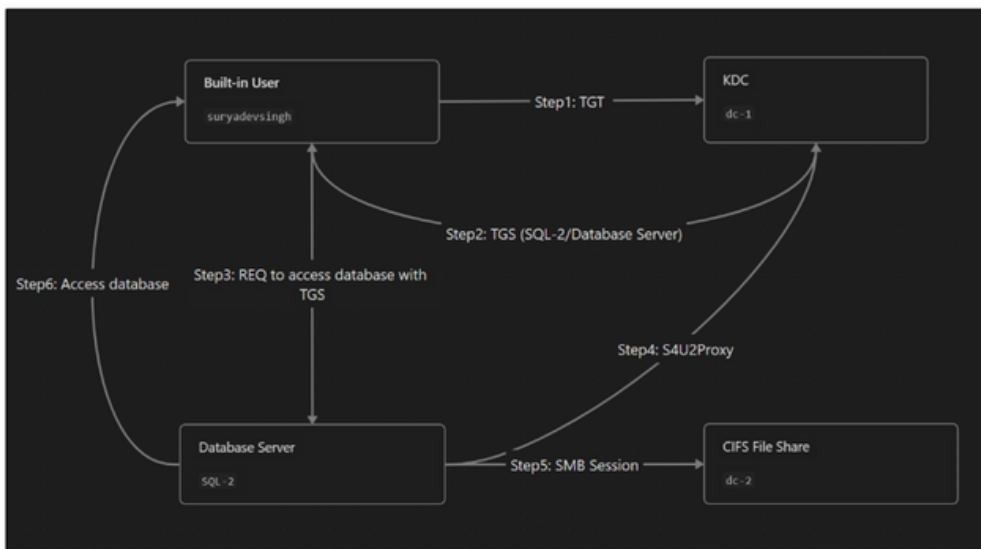 Built-in User
suryadevsingh
KDC
dc-1
Step1: TGT
Step2: TGS (SQL-2/Database Server)
Step3: REQ to access database with
TGS
Step6: Access database
Step4: S4U2Proxy
Database Server
SQL-2
Step5: SMB Session
CIFS File Share
dc-2